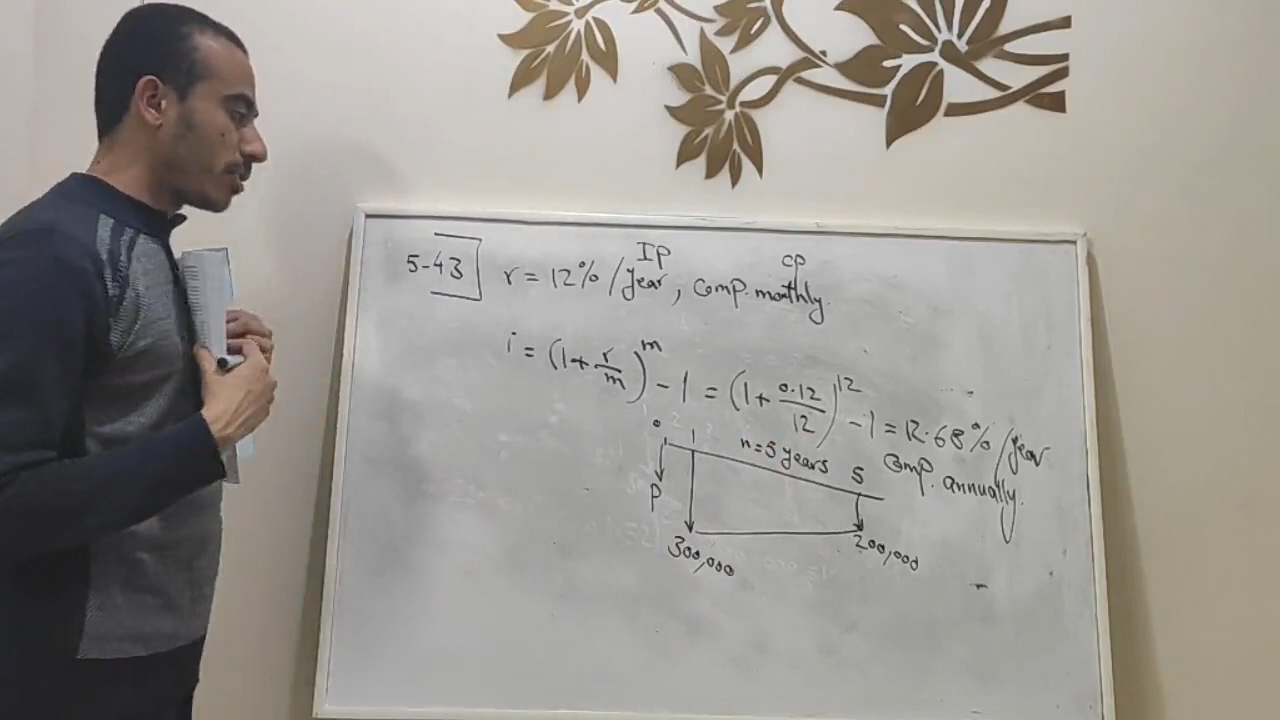 IP CP
5-43 r = 12% / year, comp. monthly.
i = (1 + r/m)^m - 1 = (1 + 0.12/12)^12 - 1 = 12.68% / year
comp. annually.
0 1 n = 5 years 5
P
300,000 200,000